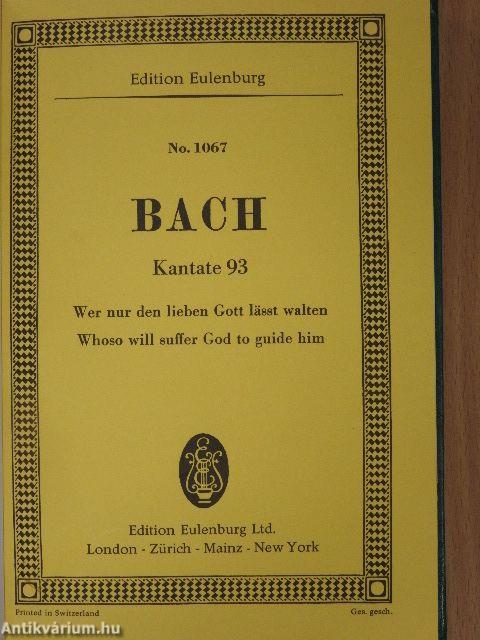 Edition Eulenburg
No. 1067
BACH
Kantate 93
Wer nur den lieben Gott lässt walten
Whoso will suffer God to guide him
Edition Eulenburg Ltd.
London - Zürich - Mainz - New York
Printed in Switzerland
Ges. gesch.
Antikvárium.hu